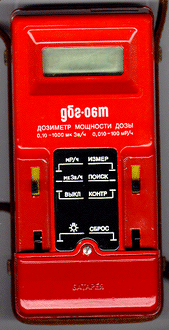 дбг-06т
ДОЗИМЕТР МОЩНОСТИ ДОЗЫ
0,10-1000 мк Зв/ч 0,010-100 мР/ч
мР/ч ИЗМЕР
мкЗв/ч ПОИСК
ВЫКЛ КОНТР
СБРОС
БАТАРЕЯ